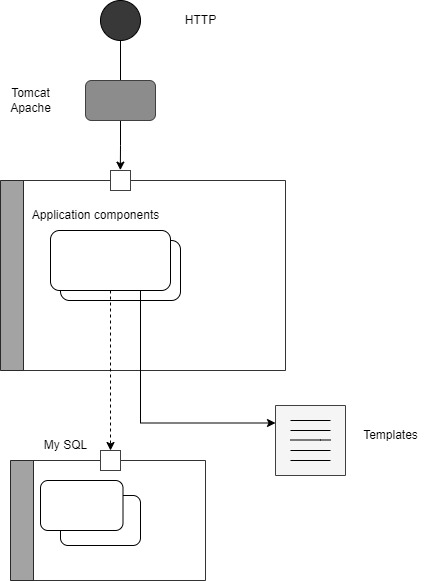 HTTP
Tomcat
Apache
Application components
My SQL
Templates